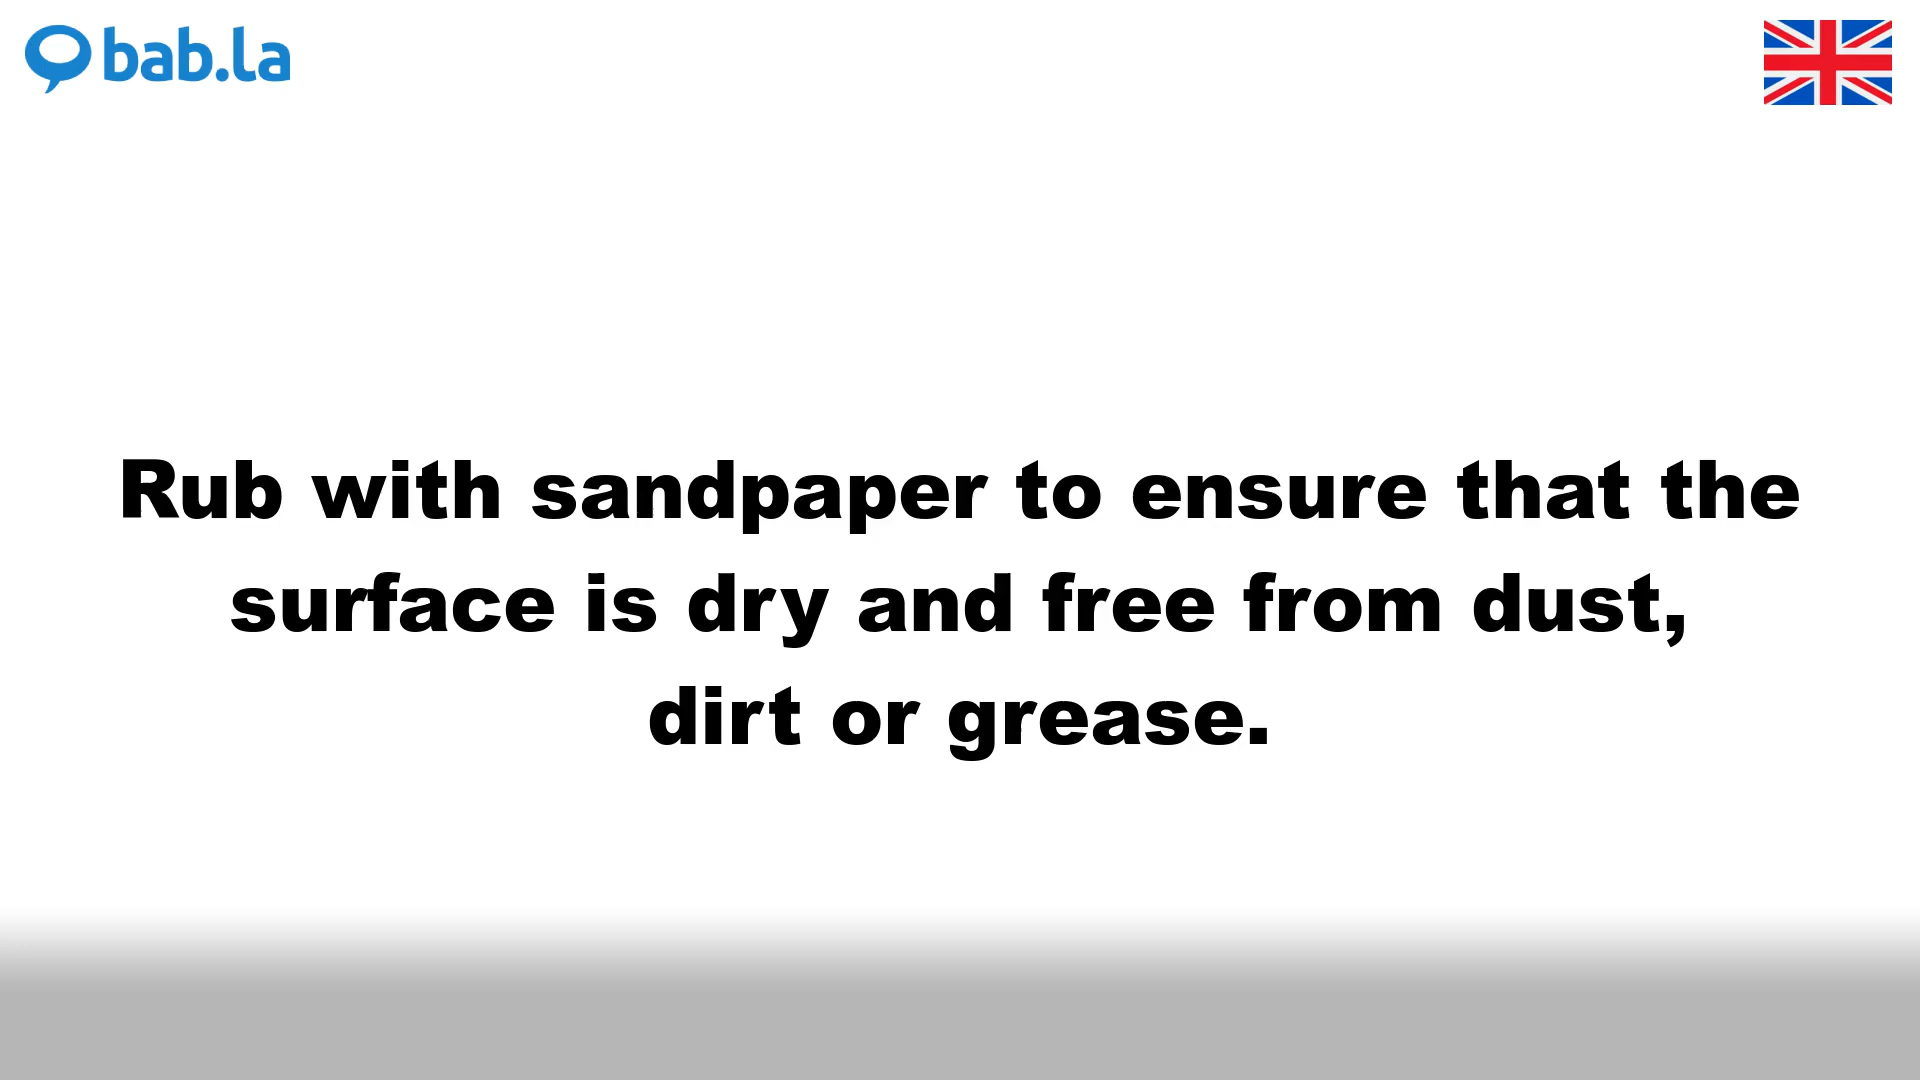 bab.la
Rub with sandpaper to ensure that the
surface is dry and free from dust,
dirt or grease.